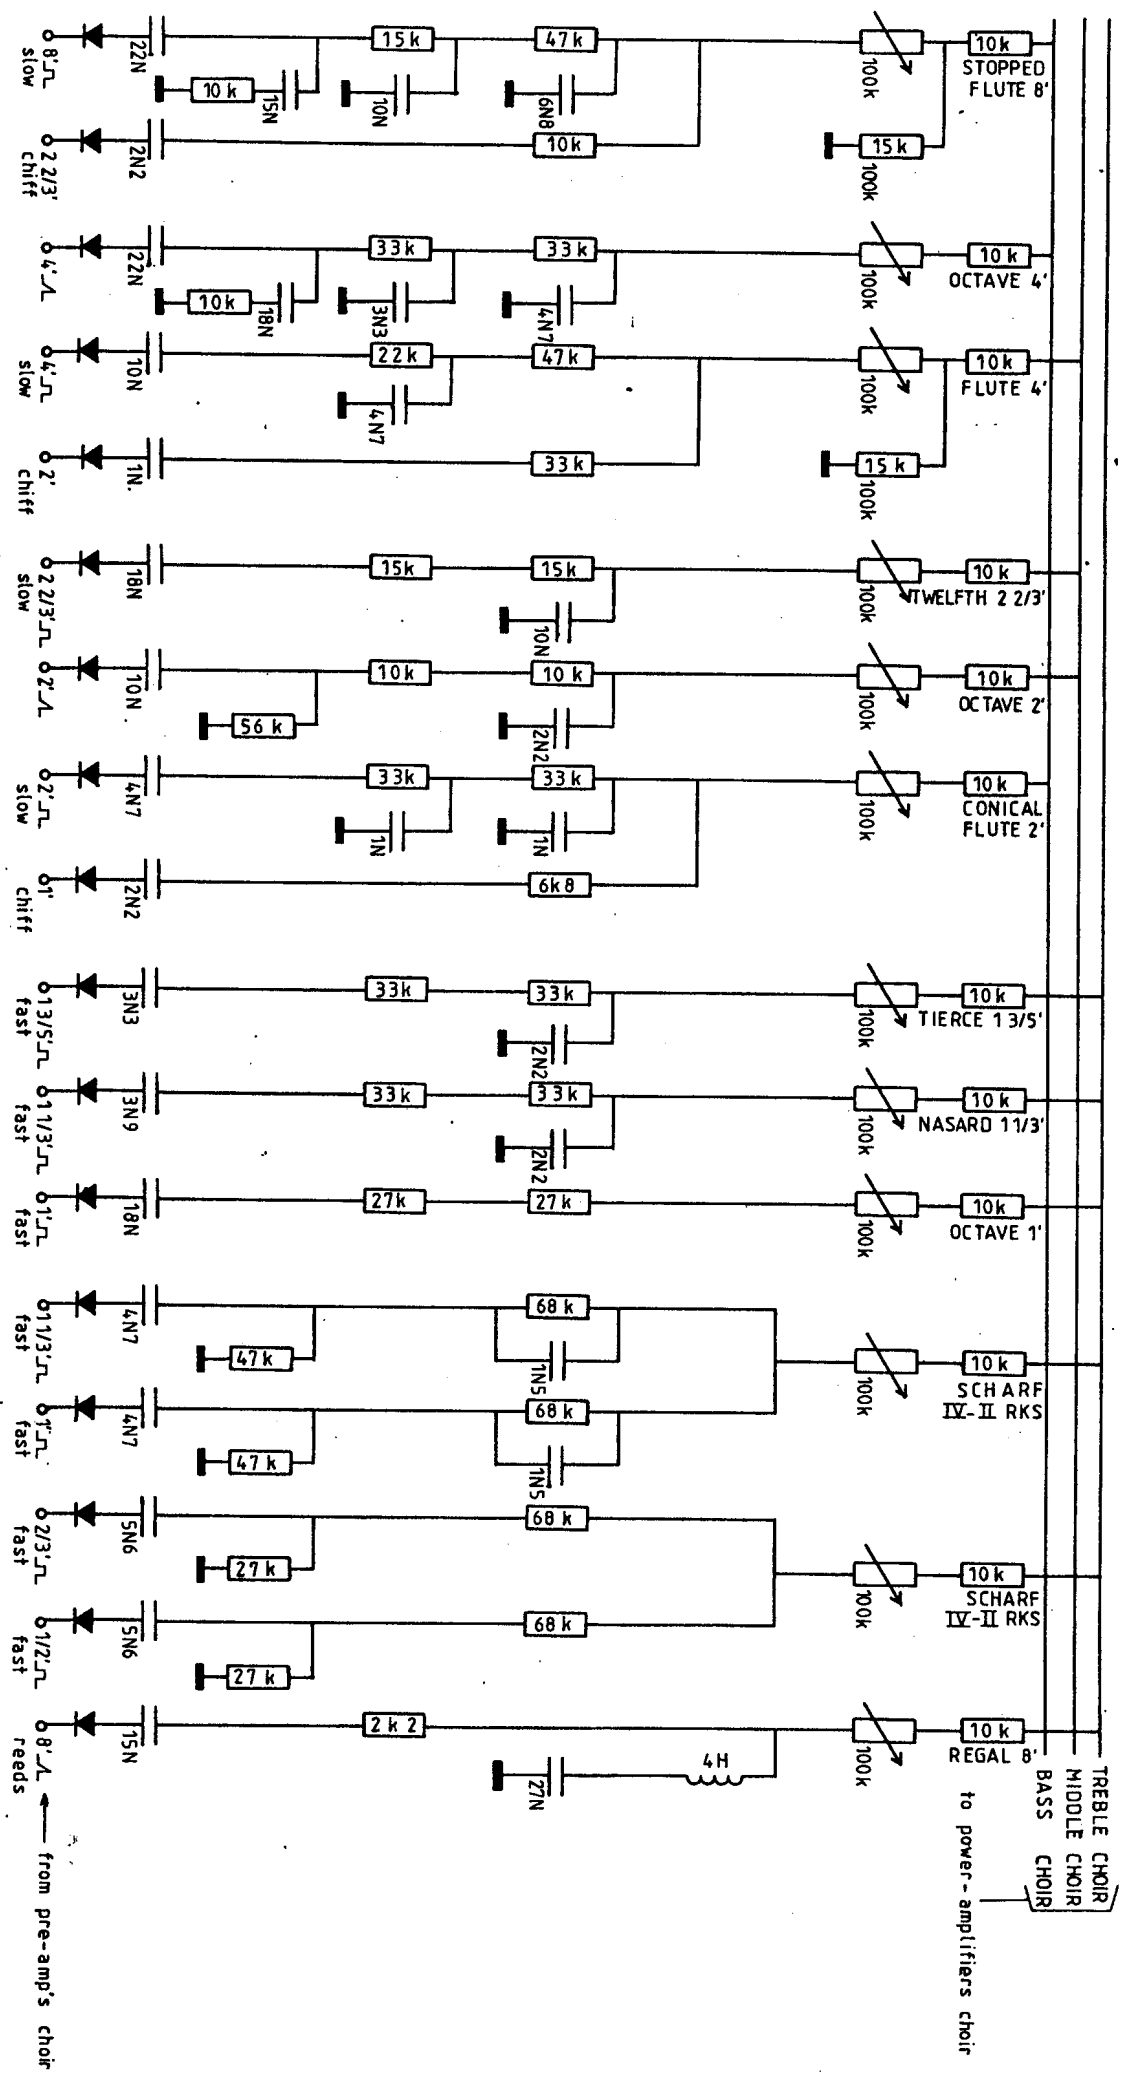 8'
slow
22N
10k
15N
15k
10N
47k
6N8
100k
10k
STOPPED
FLUTE 8'
2 2/3'
chiff
2N2
10k
15k
100k
4'
22N
10k
18N
33k
3N3
33k
4N7
100k
10k
OCTAVE 4'
4'
slow
10N
22k
4N7
47k
100k
10k
FLUTE 4'
2'
chiff
1N.
33k
15k
100k
2 2/3'
slow
18N
15k
15k
10N
100k
10k
TWELFTH 2 2/3'
2'
10N
56k
10k
10k
2N2
100k
10k
OCTAVE 2'
2'
slow
4N7
33k
1N
33k
1N
100k
10k
CONICAL
FLUTE 2'
1'
chiff
2N2
6k8
1 3/5'
fast
3N3
33k
33k
2N2
100k
10k
TIERCE 1 3/5'
1 1/3'
fast
3N9
33k
33k
2N2
100k
10k
NASARD 1 1/3'
1'
fast
18N
27k
27k
100k
10k
OCTAVE 1'
1 1/3'
fast
4N7
47k
68k
1N5
100k
10k
SCHARF
IV-II RKS
1'
fast
4N7
47k
68k
1N5
2/3'
fast
5N6
27k
68k
100k
10k
SCHARF
IV-II RKS
1/2'
fast
5N6
27k
68k
8'
reeds
15N
2k2
27N
4H
100k
10k
REGAL 8'
TREBLE CHOIR
MIDDLE CHOIR
BASS CHOIR
to power-amplifiers choir
from pre-amp's choir